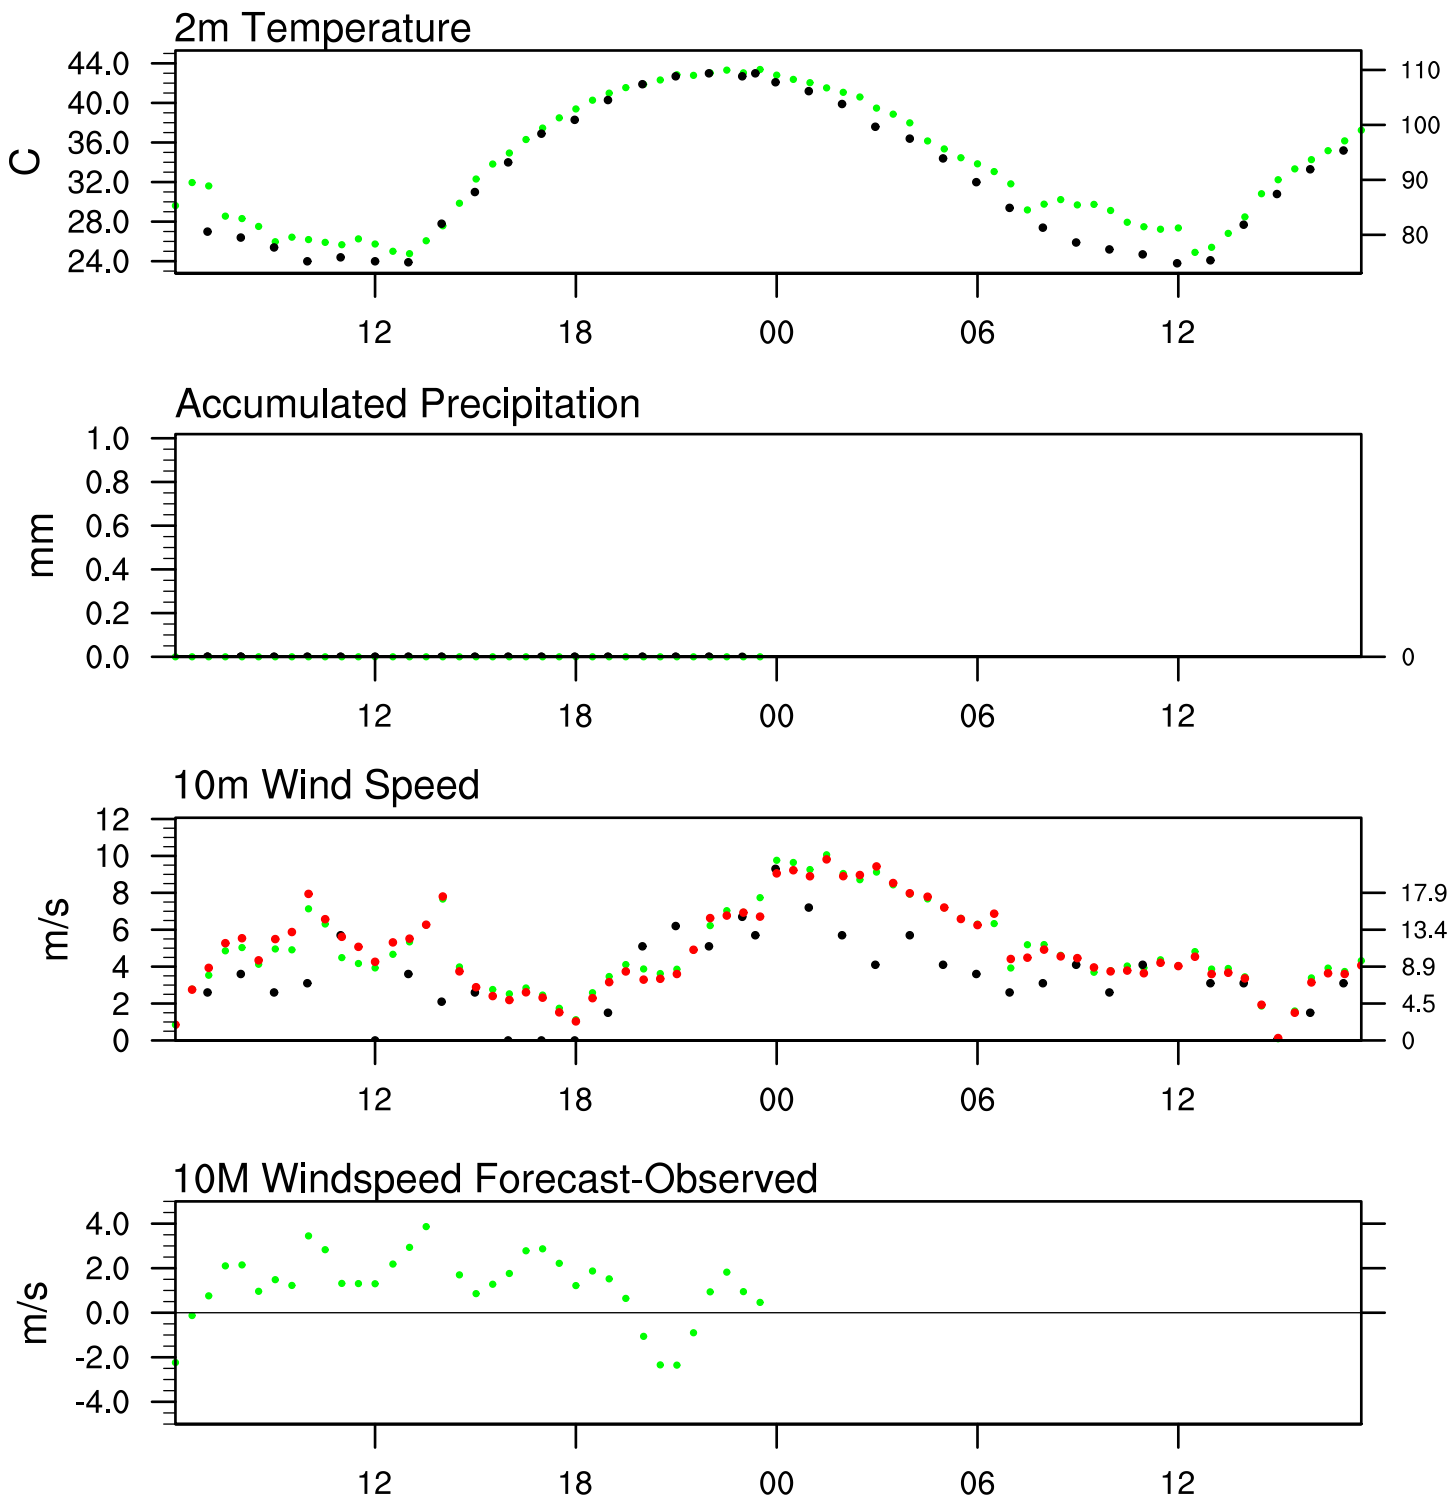 2m Temperature
44.0
40.0
36.0
32.0
28.0
24.0
C
110
100
90
80
12 18 00 06 12
Accumulated Precipitation
1.0
0.8
0.6
0.4
0.2
0.0
mm
0
12 18 00 06 12
10m Wind Speed
12
10
8
6
4
2
0
m/s
17.9
13.4
8.9
4.5
0
12 18 00 06 12
10M Windspeed Forecast-Observed
4.0
2.0
0.0
-2.0
-4.0
m/s
12 18 00 06 12